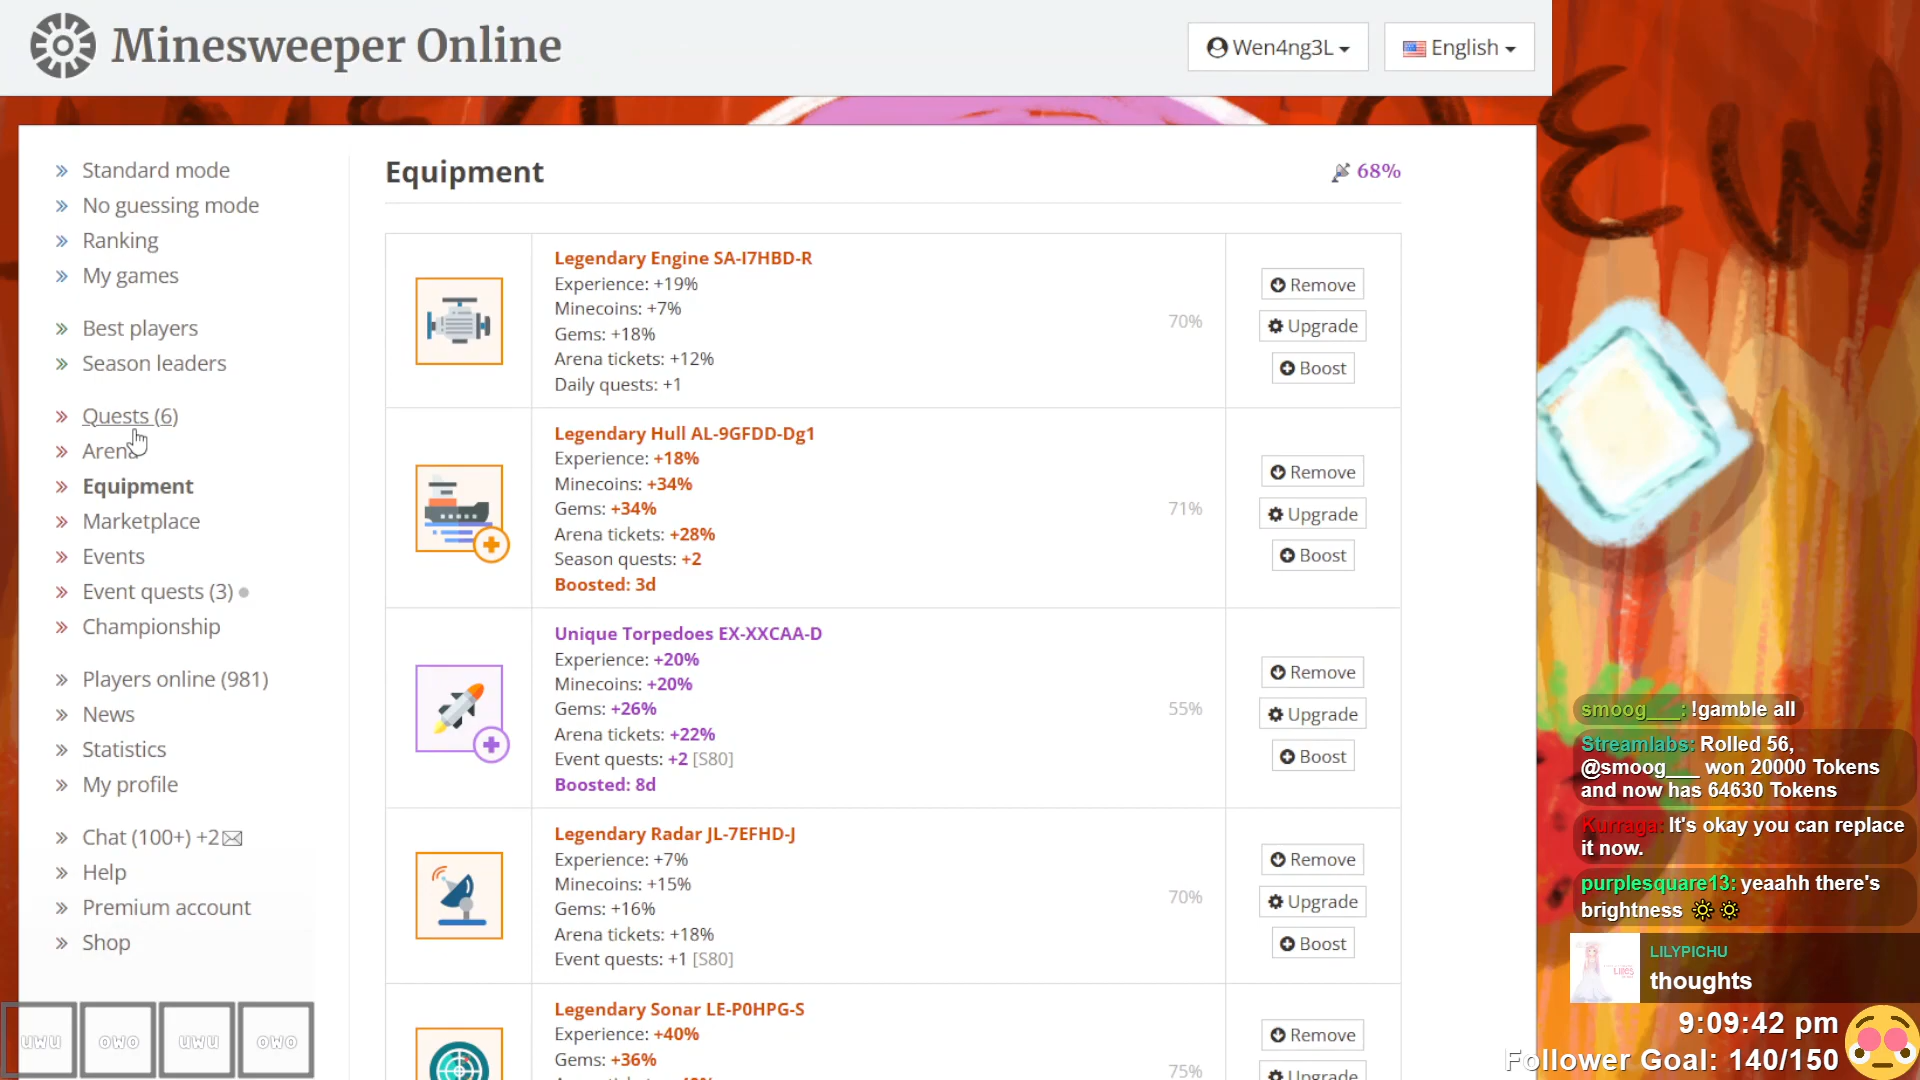 Minesweeper Online
Wen4ng3L
English
Standard mode
No guessing mode
Ranking
My games
Best players
Season leaders
Quests (6)
Arena
Equipment
Marketplace
Events
Event quests (3)
Championship
Players online (981)
News
Statistics
My profile
Chat (100+) +2
Help
Premium account
Shop
Equipment
68%
Legendary Engine SA-I7HBD-R
Experience: +19%
Minecoins: +7%
Gems: +18%
Arena tickets: +12%
Daily quests: +1
70%
Remove
Upgrade
Boost
Legendary Hull AL-9GFDD-Dg1
Experience: +18%
Minecoins: +34%
Gems: +34%
Arena tickets: +28%
Season quests: +2
Boosted: 3d
71%
Remove
Upgrade
Boost
Unique Torpedoes EX-XXCAA-D
Experience: +20%
Minecoins: +20%
Gems: +26%
Arena tickets: +22%
Event quests: +2 [S80]
Boosted: 8d
55%
Remove
Upgrade
Boost
Legendary Radar JL-7EFHD-J
Experience: +7%
Minecoins: +15%
Gems: +16%
Arena tickets: +18%
Event quests: +1 [S80]
70%
Remove
Upgrade
Boost
Legendary Sonar LE-P0HPG-S
Experience: +40%
Gems: +36%
75%
Remove
Upgrade
smoog___: !gamble all
Streamlabs: Rolled 56,
@smoog___ won 20000 Tokens
and now has 64630 Tokens
Kurraga: It's okay you can replace
it now.
purplesquare13: yeaahh there's
brightness
LILYPICHU
thoughts
9:09:42 pm
Follower Goal: 140/150
UWU
OWO
UWU
OWO